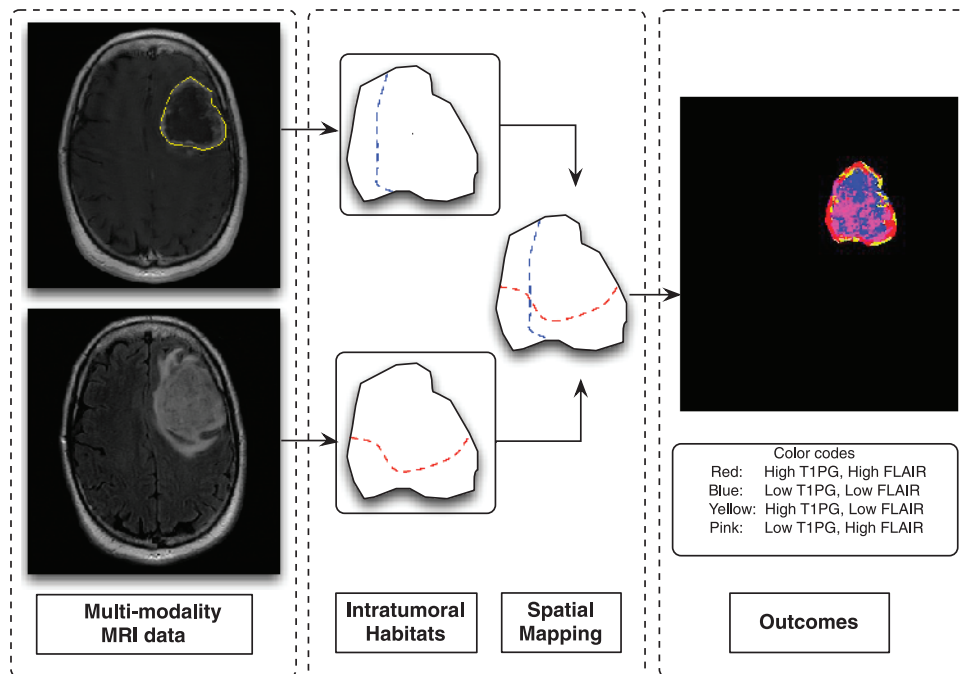 Color codes
Red: High T1PG, High FLAIR
Blue: Low T1PG, Low FLAIR
Yellow: High T1PG, Low FLAIR
Pink: Low T1PG, High FLAIR
Multi-modality
MRI data
Intratumoral
Habitats
Spatial
Mapping
Outcomes